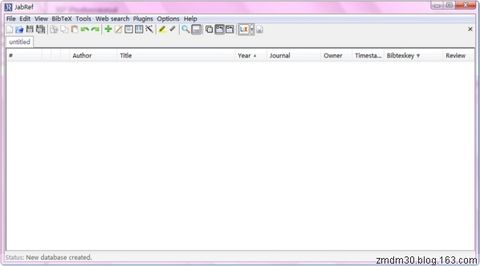 JabRef
File Edit View BibTeX Tools Web search Plugins Options Help
untitled
# Author Title Year Journal Owner Timesta... Bibtexkey Review
Status: New database created.
zmdm30.blog.163.com